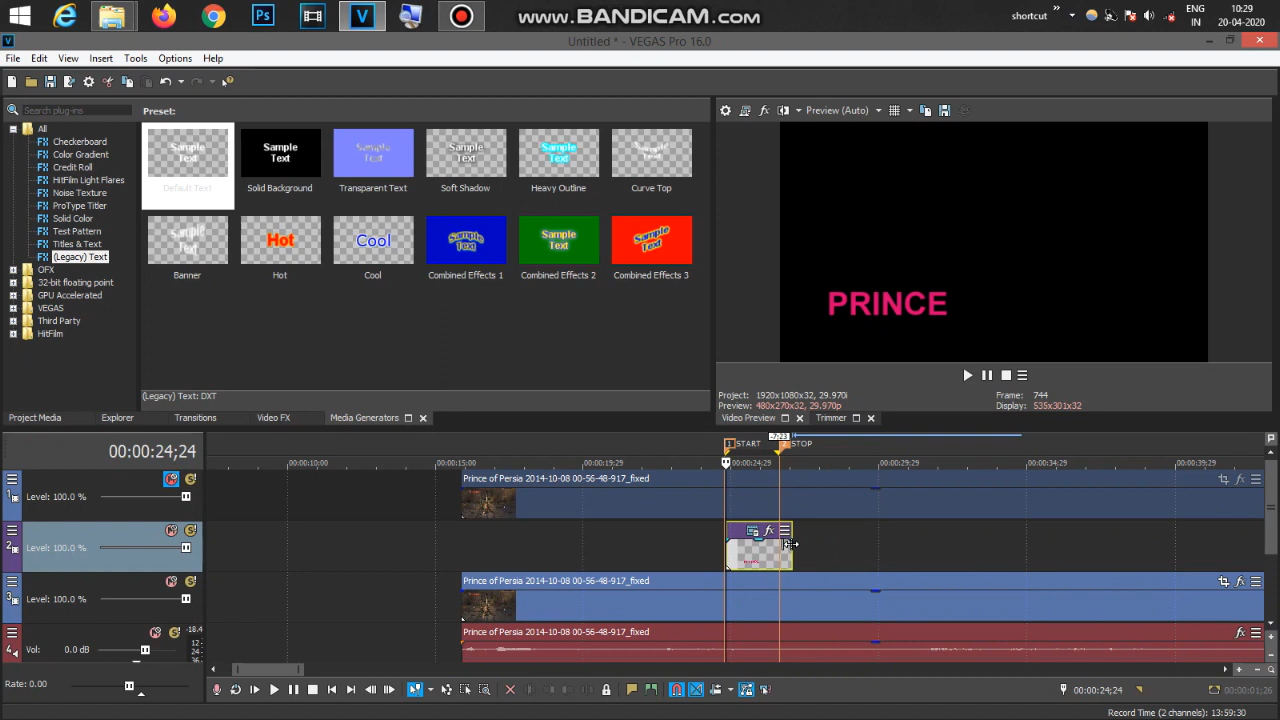 www.BANDICAM.com
shortcut
ENG
IN
10:29
20-04-2020
Untitled * - VEGAS Pro 16.0
File Edit View Insert Tools Options Help
Search plug-ins
All
Checkerboard
Color Gradient
Credit Roll
HitFilm Light Flares
Noise Texture
ProType Titler
Solid Color
Test Pattern
Titles & Text
(Legacy) Text
OFX
32-bit floating point
GPU Accelerated
VEGAS
Third Party
HitFilm
Preset:
Sample Text Sample Text Sample Text Sample Text Sample Text Sample Text
Default Text Solid Background Transparent Text Soft Shadow Heavy Outline Curve Top
Sample Text Hot Cool Sample Text Sample Text Sample Text
Banner Hot Cool Combined Effects 1 Combined Effects 2 Combined Effects 3
(Legacy) Text: DXT
Project Media Explorer Transitions Video FX Media Generators
Preview (Auto)
PRINCE
Project: 1920x1080x32, 29.970i
Preview: 480x270x32, 29.970p
Frame: 744
Display: 535x301x32
Video Preview Trimmer
00:00:24;24
-7;23
1 START 2 STOP
00:00:10;00 00:00:15;00 00:00:19;29 00:00:24;29 00:00:29;29 00:00:34;29 00:00:39;29
1
Level: 100.0 %
Prince of Persia 2014-10-08 00-56-48-917_fixed
2
Level: 100.0 %
3
Level: 100.0 %
Prince of Persia 2014-10-08 00-56-48-917_fixed
4
Vol: 0.0 dB
-18.4
12-
24-
36
Prince of Persia 2014-10-08 00-56-48-917_fixed
Rate: 0.00
00:00:24;24
00:00:01;26
Record Time (2 channels): 13:59:30